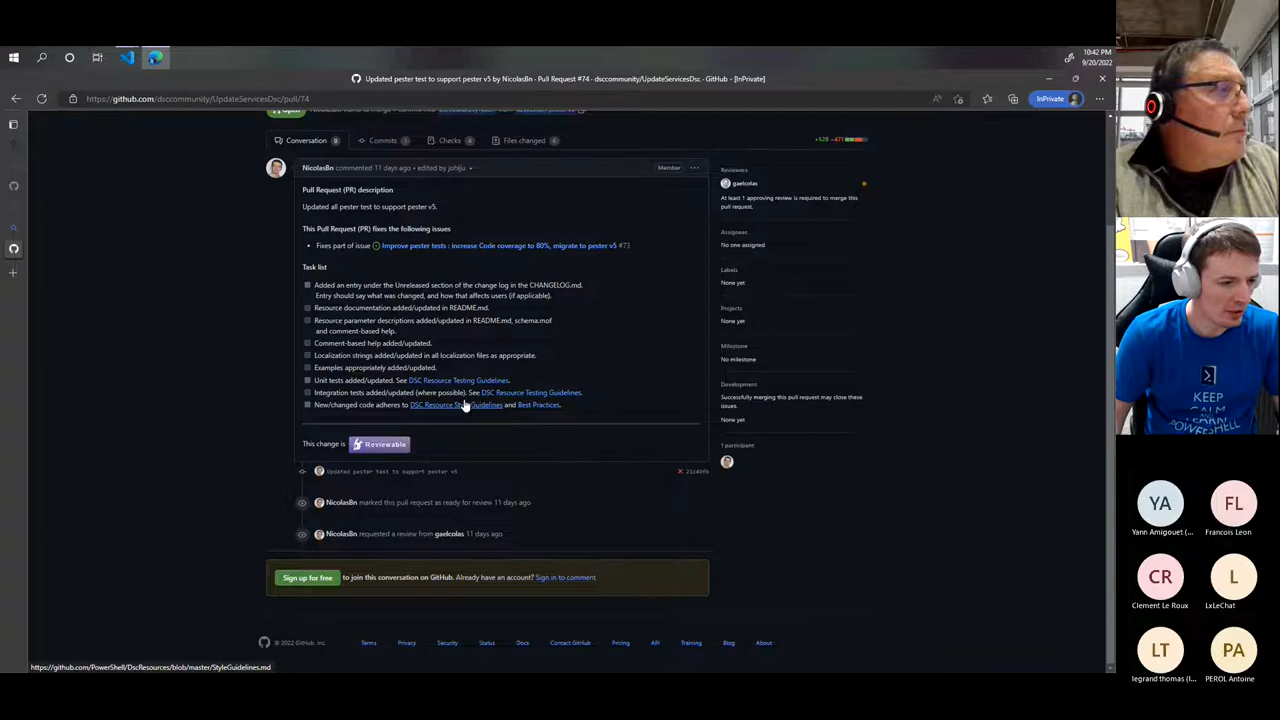 10:42 PM
9/20/2022
Updated pester test to support pester v5 by NicolasBn · Pull Request #74 · dsccommunity/UpdateServicesDsc · GitHub - [InPrivate]
https://github.com/dsccommunity/UpdateServicesDsc/pull/74
InPrivate
Conversation 0
Commits 1
Checks 4
Files changed 6
+528 −471
NicolasBn commented 11 days ago • edited by johlju
Member
Pull Request (PR) description
Updated all pester test to support pester v5.
This Pull Request (PR) fixes the following issues
• Fixes part of issue Improve pester tests : increase Code coverage to 80%, migrate to pester v5 #73
Task list
Added an entry under the Unreleased section of the change log in the CHANGELOG.md.
Entry should say what was changed, and how that affects users (if applicable).
Resource documentation added/updated in README.md.
Resource parameter descriptions added/updated in README.md, schema.mof
and comment-based help.
Comment-based help added/updated.
Localization strings added/updated in all localization files as appropriate.
Examples appropriately added/updated.
Unit tests added/updated. See DSC Resource Testing Guidelines.
Integration tests added/updated (where possible). See DSC Resource Testing Guidelines.
New/changed code adheres to DSC Resource Style Guidelines and Best Practices.
This change is Reviewable
Updated pester test to support pester v5
NicolasBn marked this pull request as ready for review 11 days ago
NicolasBn requested a review from gaelcolas 11 days ago
Sign up for free to join this conversation on GitHub. Already have an account? Sign in to comment
Reviewers
gaelcolas
At least 1 approving review is required to merge this
pull request.
Assignees
No one assigned
Labels
None yet
Projects
None yet
Milestone
No milestone
Development
Successfully merging this pull request may close these
issues.
None yet
1 participant
© 2022 GitHub, Inc.
Terms
Privacy
Security
Status
Docs
Contact GitHub
Pricing
API
Training
Blog
About
https://github.com/PowerShell/DscResources/blob/master/StyleGuidelines.md
KEEP
CALM
AND LEARN
POWERSHELL
YA
Yann Amigouet (...
FL
Francois Leon
CR
Clement Le Roux
L
LxLeChat
LT
legrand thomas (I...
PA
PEROL Antoine